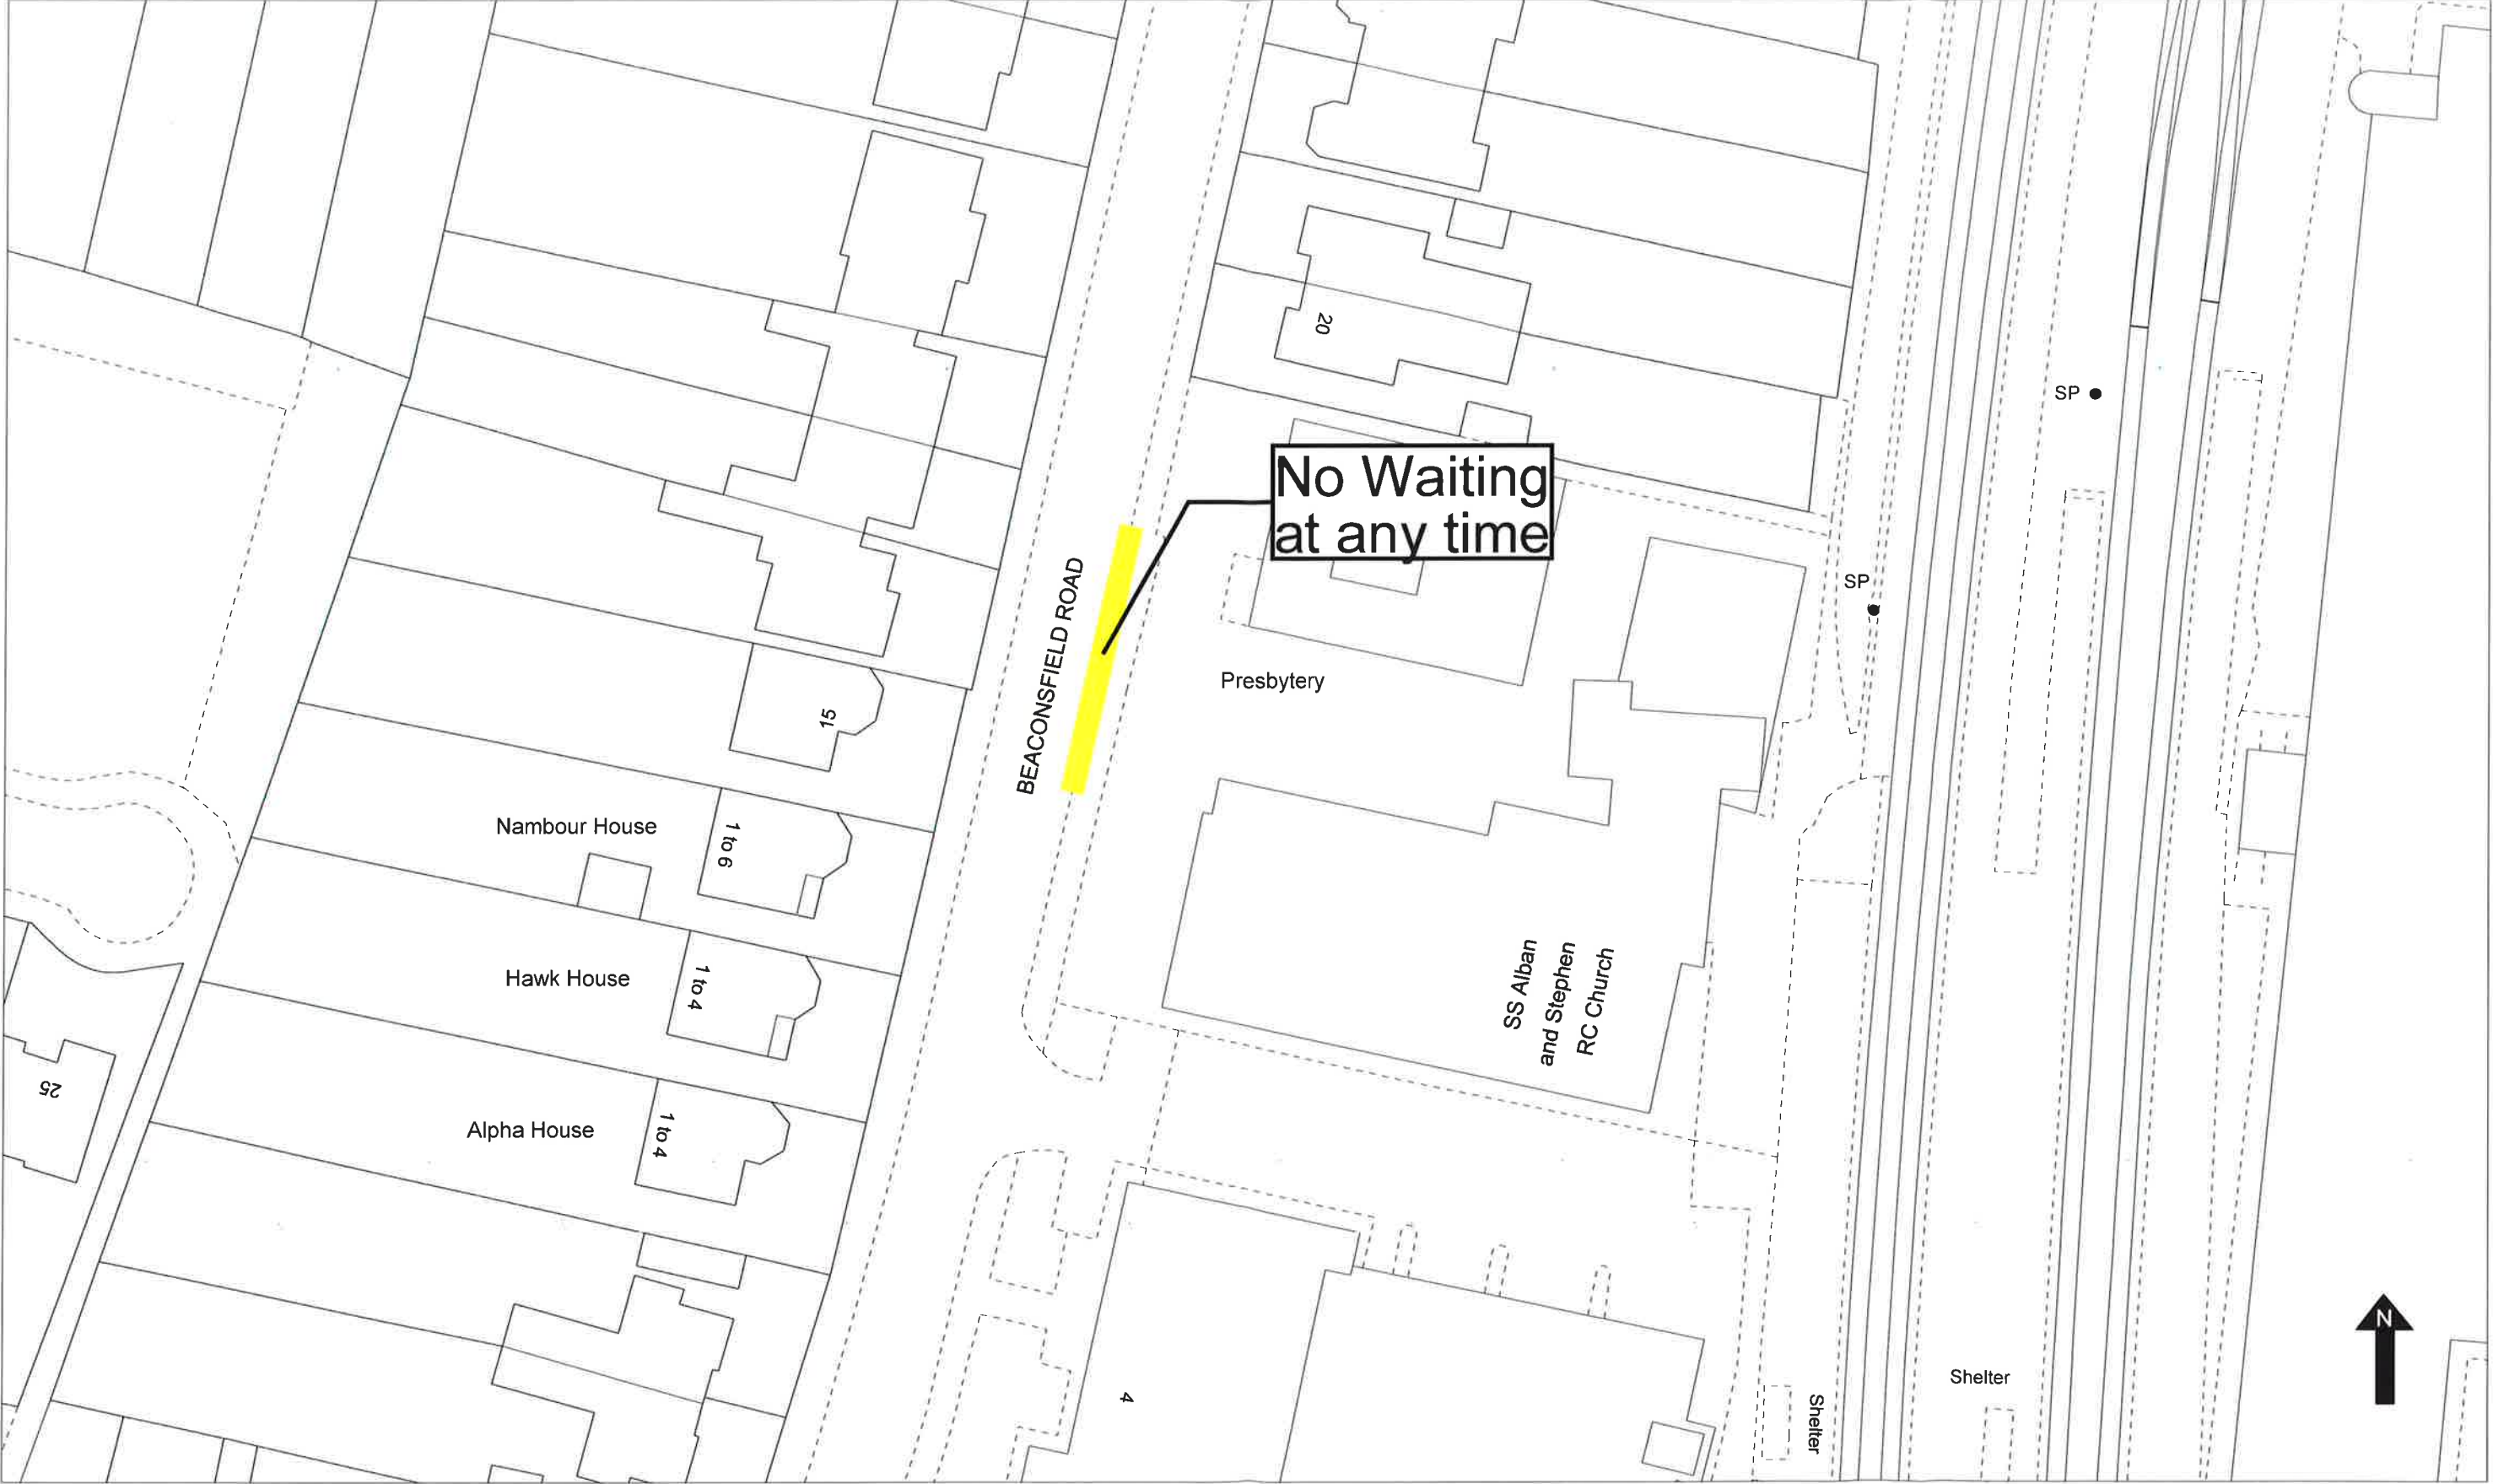 20
SP
No Waiting
at any time
SP
BEACONSFIELD ROAD
Presbytery
15
Nambour House
1 to 6
Hawk House
1 to 4
SS Alban
and Stephen
RC Church
25
Alpha House
1 to 4
N
4
Shelter
Shelter